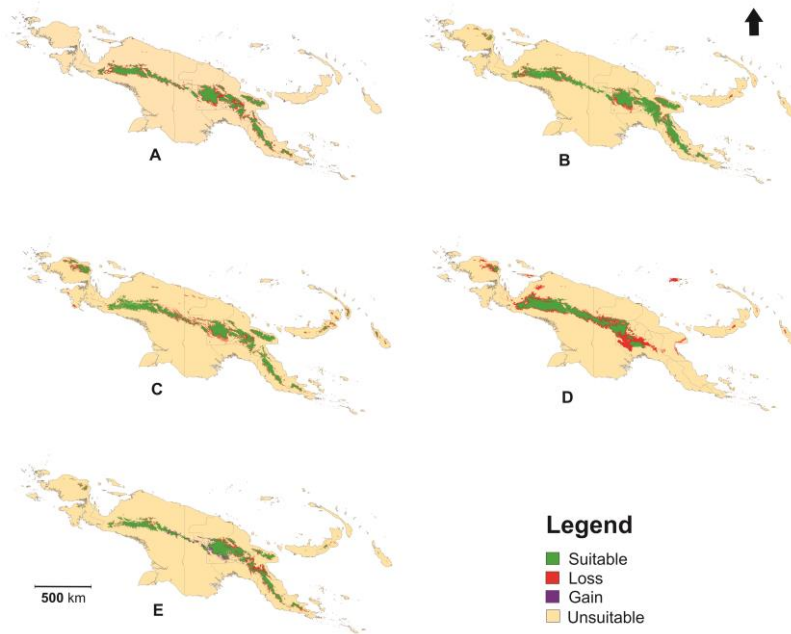 A
B
C
D
E
500 km
Legend
Suitable
Loss
Gain
Unsuitable